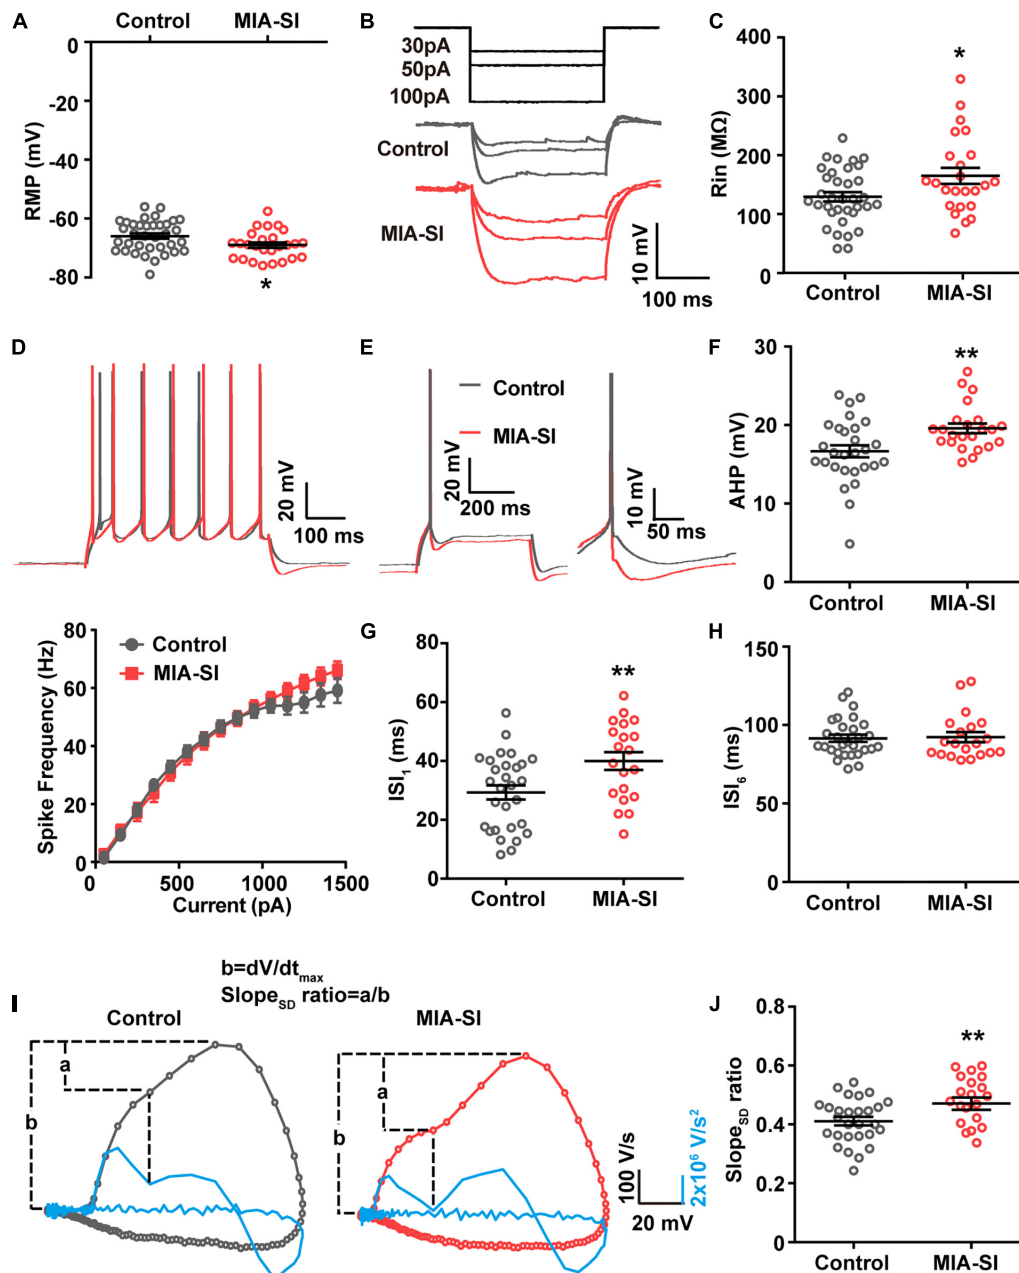 A
Control MIA-SI
0
-20
-40
-60
-80
RMP (mV)
*
B
30pA
50pA
100pA
Control
MIA-SI
10 mV
100 ms
C
400
300
200
100
0
Rin (MΩ)
*
Control MIA-SI
D
20 mV
100 ms
E
Control
MIA-SI
20 mV
200 ms
10 mV
50 ms
F
30
20
10
0
AHP (mV)
**
Control MIA-SI
80
60
40
20
0
Spike Frequency (Hz)
Control
MIA-SI
0 500 1000 1500
Current (pA)
G
80
60
40
20
0
ISI1 (ms)
**
Control MIA-SI
H
150
100
50
0
ISI6 (ms)
Control MIA-SI
I
b=dV/dtmax
SlopeSD ratio=a/b
Control
a
b
MIA-SI
a
b
100 V/s
2x10⁶ V/s²
20 mV
J
0.8
0.6
0.4
0.2
0
SlopeSD ratio
**
Control MIA-SI